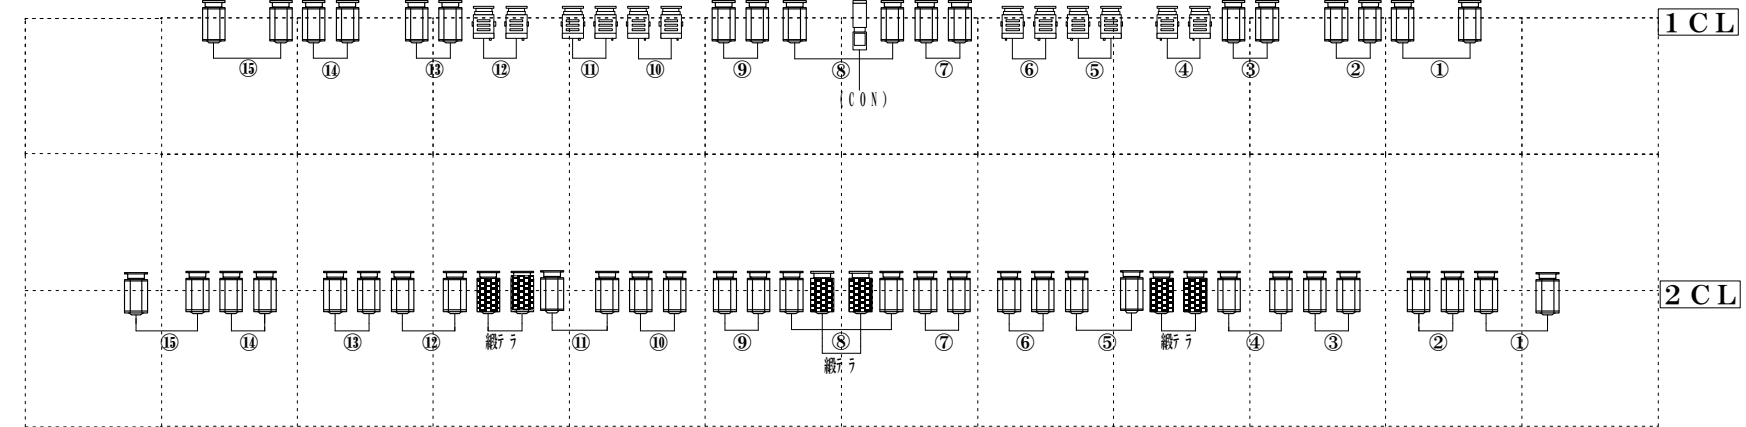 1CL
⑮ ⑭ ⑬ ⑫ ⑪ ⑩ ⑨ ⑧ ⑦ ⑥ ⑤ ④ ③ ② ①
(CON)
2CL
⑮ ⑭ ⑬ ⑫ 緞テラ ⑪ ⑩ ⑨ ⑧ ⑦ ⑥ ⑤ 緞テラ ④ ③ ② ①
緞テラ